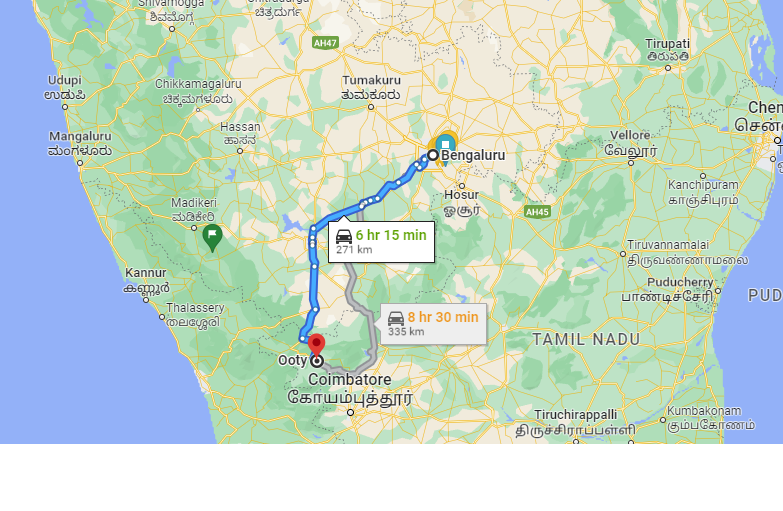 Shivamogga
ಶಿವಮೊಗ್ಗ
ಚಿತ್ರದುರ್ಗ
AH47
Tirupati
తిరుపతి
Udupi
ಉಡುಪಿ
Chikkamagaluru
ಚಿಕ್ಕಮಗಳೂರು
Tumakuru
ತುಮಕೂರು
Chen
சென்
Hassan
ಹಾಸನ
Mangaluru
ಮಂಗಳೂರು
Vellore
வேலூர்
Bengaluru
Kanchipuram
காஞ்சிபுரம்
Hosur
ஓசூர்
AH45
Madikeri
ಮಡಿಕೇರಿ
6 hr 15 min
271 km
Tiruvannamalai
திருவண்ணாமலை
Kannur
കണ്ണൂർ
Puducherry
பாண்டிச்சேரி
PUD
Thalassery
തലശ്ശേരി
8 hr 30 min
335 km
TAMIL NADU
Ooty
Coimbatore
கோயம்புத்தூர்
Tiruchirappalli
திருச்சிராப்பள்ளி
Kumbakonam
கும்பகோணம்